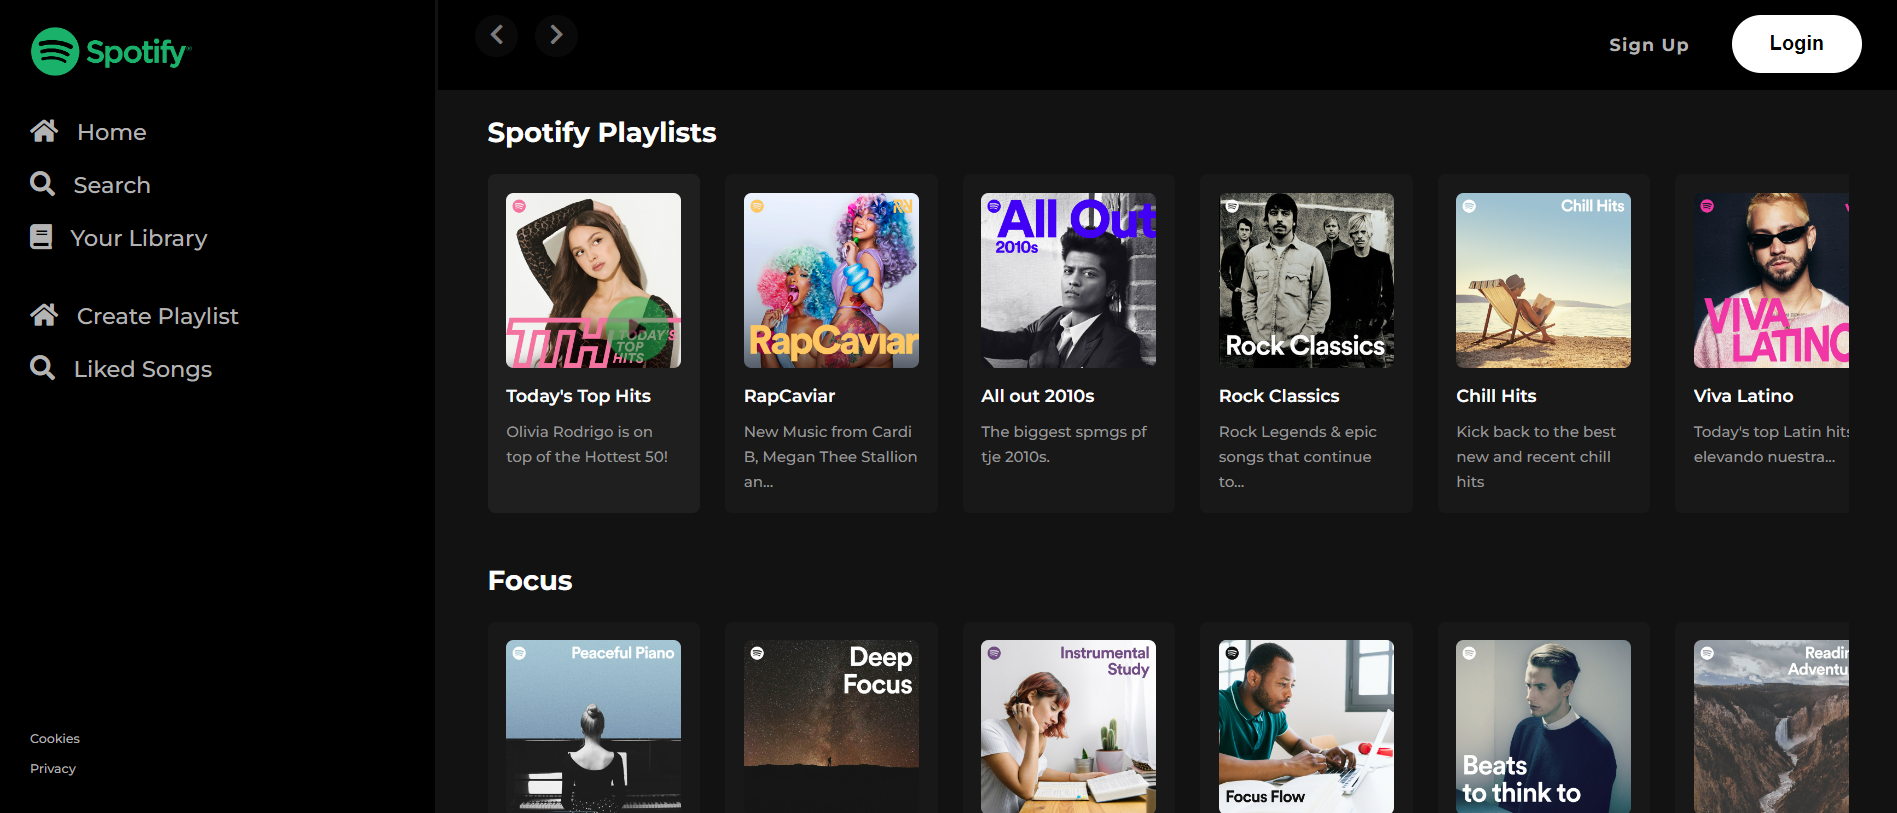 Spotify
Home
Search
Your Library
Create Playlist
Liked Songs
Cookies
Privacy
Sign Up
Login
Spotify Playlists
TTH
TODAY'S
TOP
HITS
Today's Top Hits
Olivia Rodrigo is on
top of the Hottest 50!
RapCaviar
RapCaviar
New Music from Cardi
B, Megan Thee Stallion
an...
All Out
2010s
All out 2010s
The biggest spmgs pf
tje 2010s.
Rock Classics
Rock Classics
Rock Legends & epic
songs that continue
to...
Chill Hits
Chill Hits
Kick back to the best
new and recent chill
hits
VIVA
LATINO
Viva Latino
Today's top Latin hits
elevando nuestra...
Focus
Peaceful Piano
Deep
Focus
Instrumental
Study
Focus Flow
Beats
to think to
Readin
Adventu